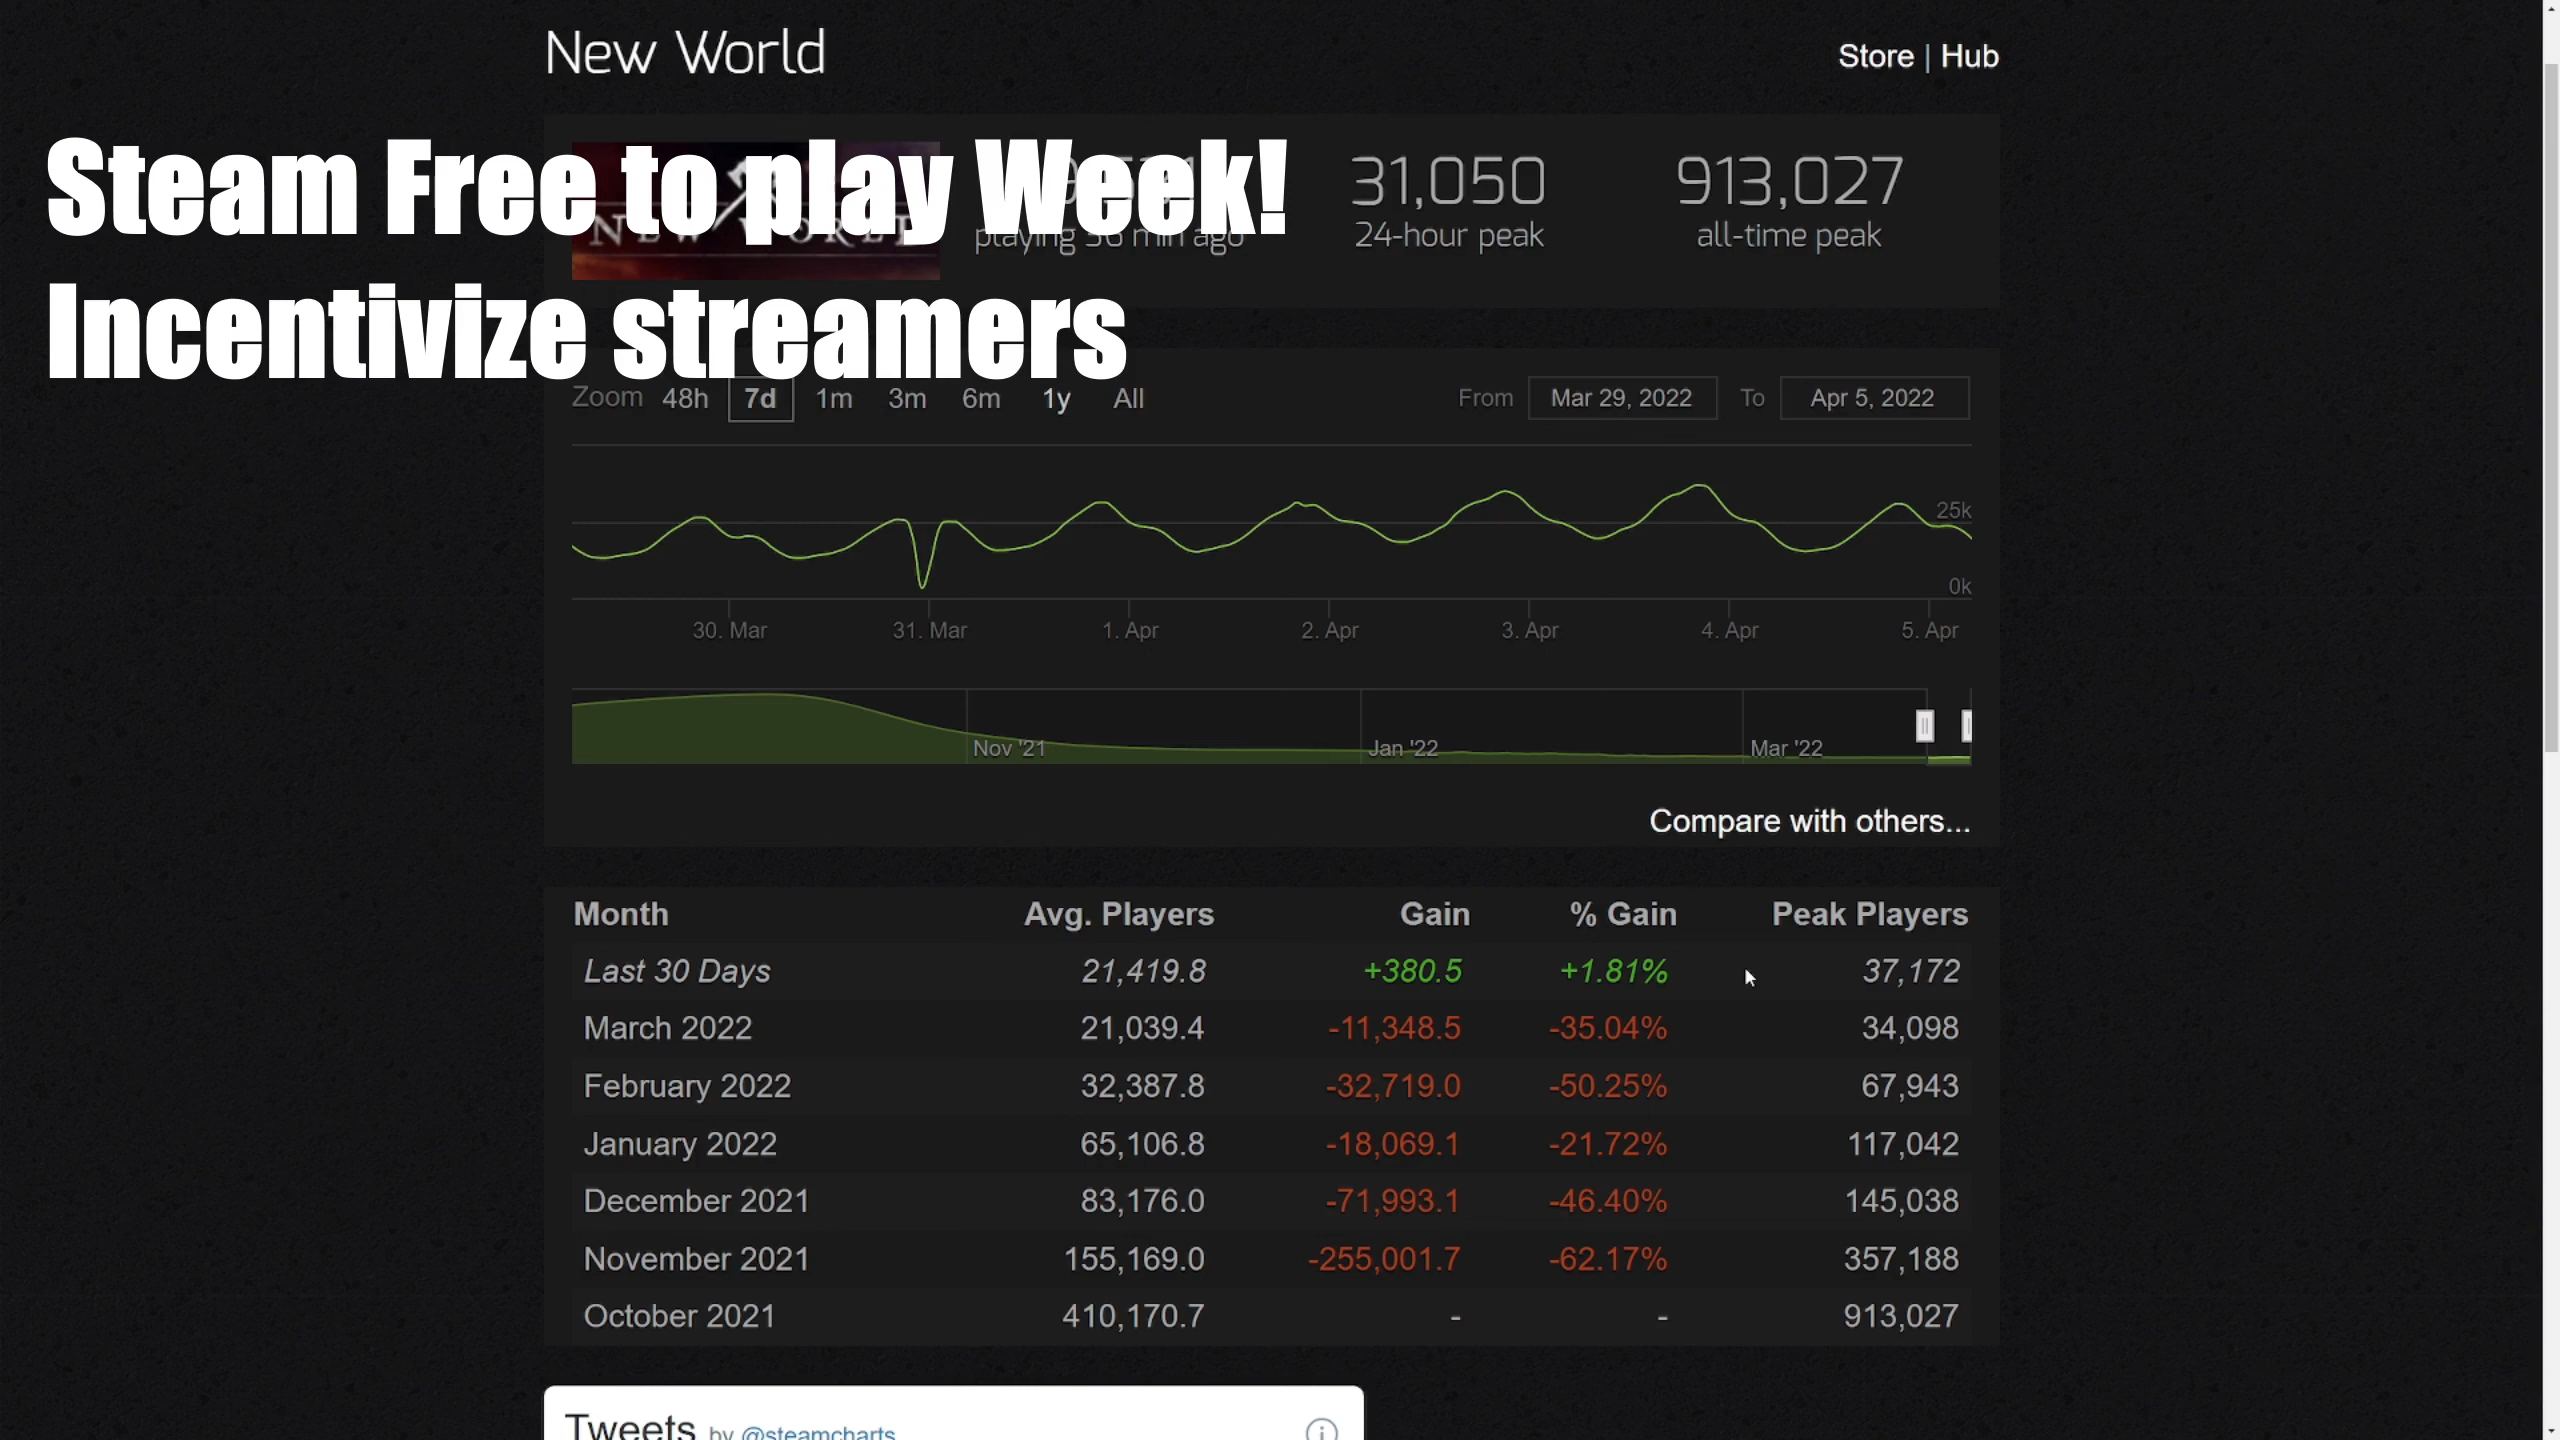 New World
Store | Hub
Steam Free to play Week!
NEW WORLD
31,050
913,027
playing 36 min ago
24-hour peak
all-time peak
Incentivize streamers
Zoom 48h 7d 1m 3m 6m 1y All
From Mar 29, 2022 To Apr 5, 2022
25k
0k
30. Mar 31. Mar 1. Apr 2. Apr 3. Apr 4. Apr 5. Apr
Nov '21 Jan '22 Mar '22
Compare with others...
Month Avg. Players Gain % Gain Peak Players
Last 30 Days 21,419.8 +380.5 +1.81% 37,172
March 2022 21,039.4 -11,348.5 -35.04% 34,098
February 2022 32,387.8 -32,719.0 -50.25% 67,943
January 2022 65,106.8 -18,069.1 -21.72% 117,042
December 2021 83,176.0 -71,993.1 -46.40% 145,038
November 2021 155,169.0 -255,001.7 -62.17% 357,188
October 2021 410,170.7 - - 913,027
Tweets by @steamcharts